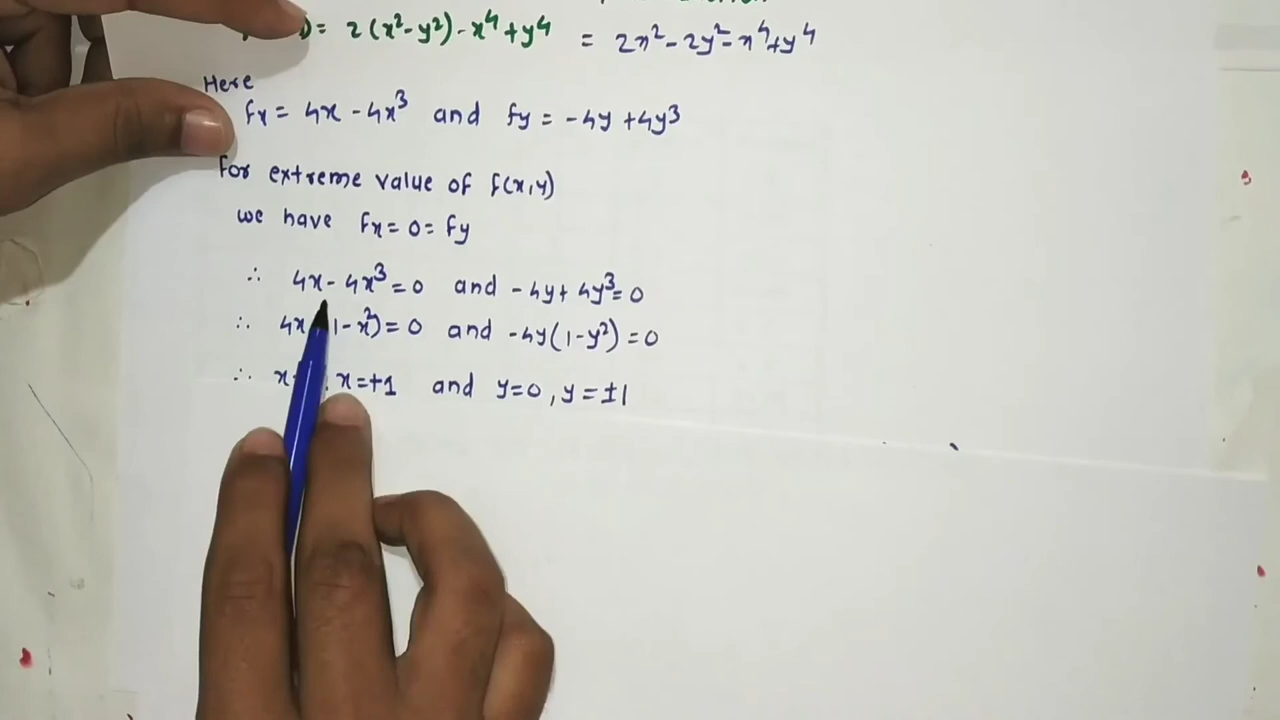 )= 2(x²-y²)-x⁴+y⁴ = 2x²-2y²-x⁴+y⁴
Here
fx = 4x - 4x³ and fy = -4y + 4y³
For extreme value of f(x,y)
we have fx = 0 = fy
∴ 4x - 4x³ = 0 and -4y + 4y³ = 0
∴ 4x 1-x²) = 0 and -4y(1-y²) = 0
∴ x x = +1 and y = 0, y = ±1